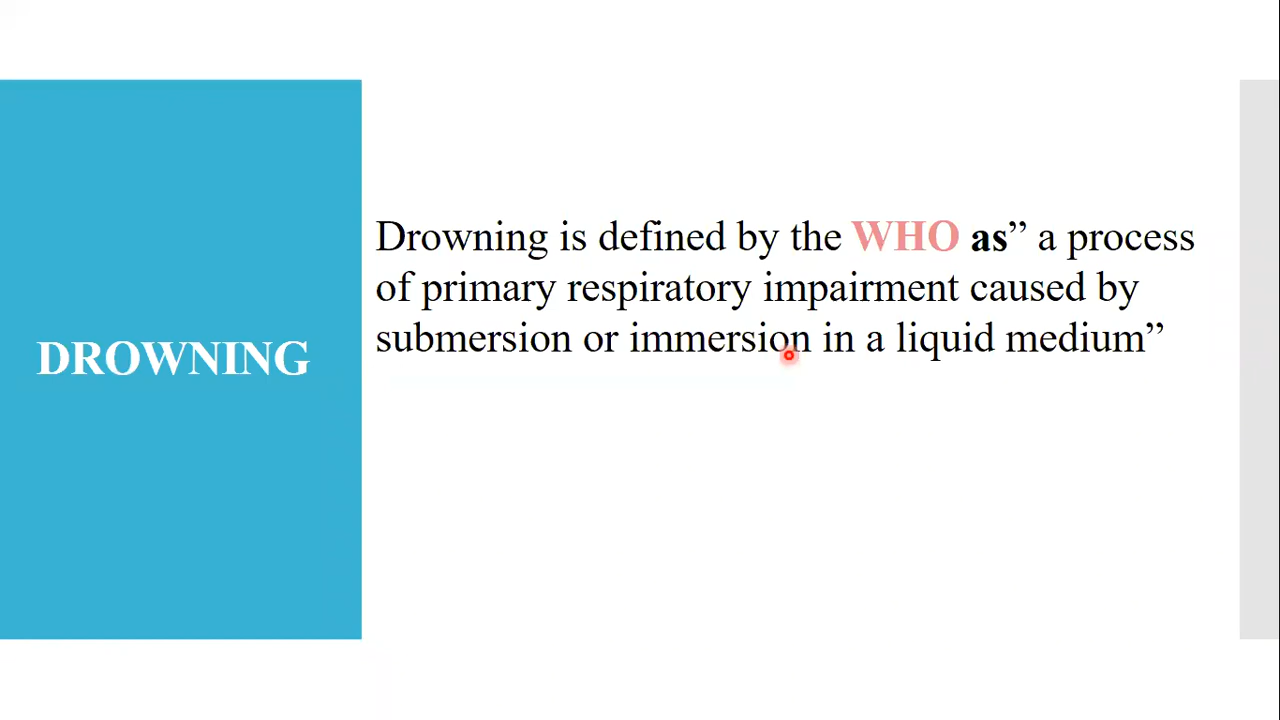 DROWNING
Drowning is defined by the WHO as” a process
of primary respiratory impairment caused by
submersion or immersion in a liquid medium”